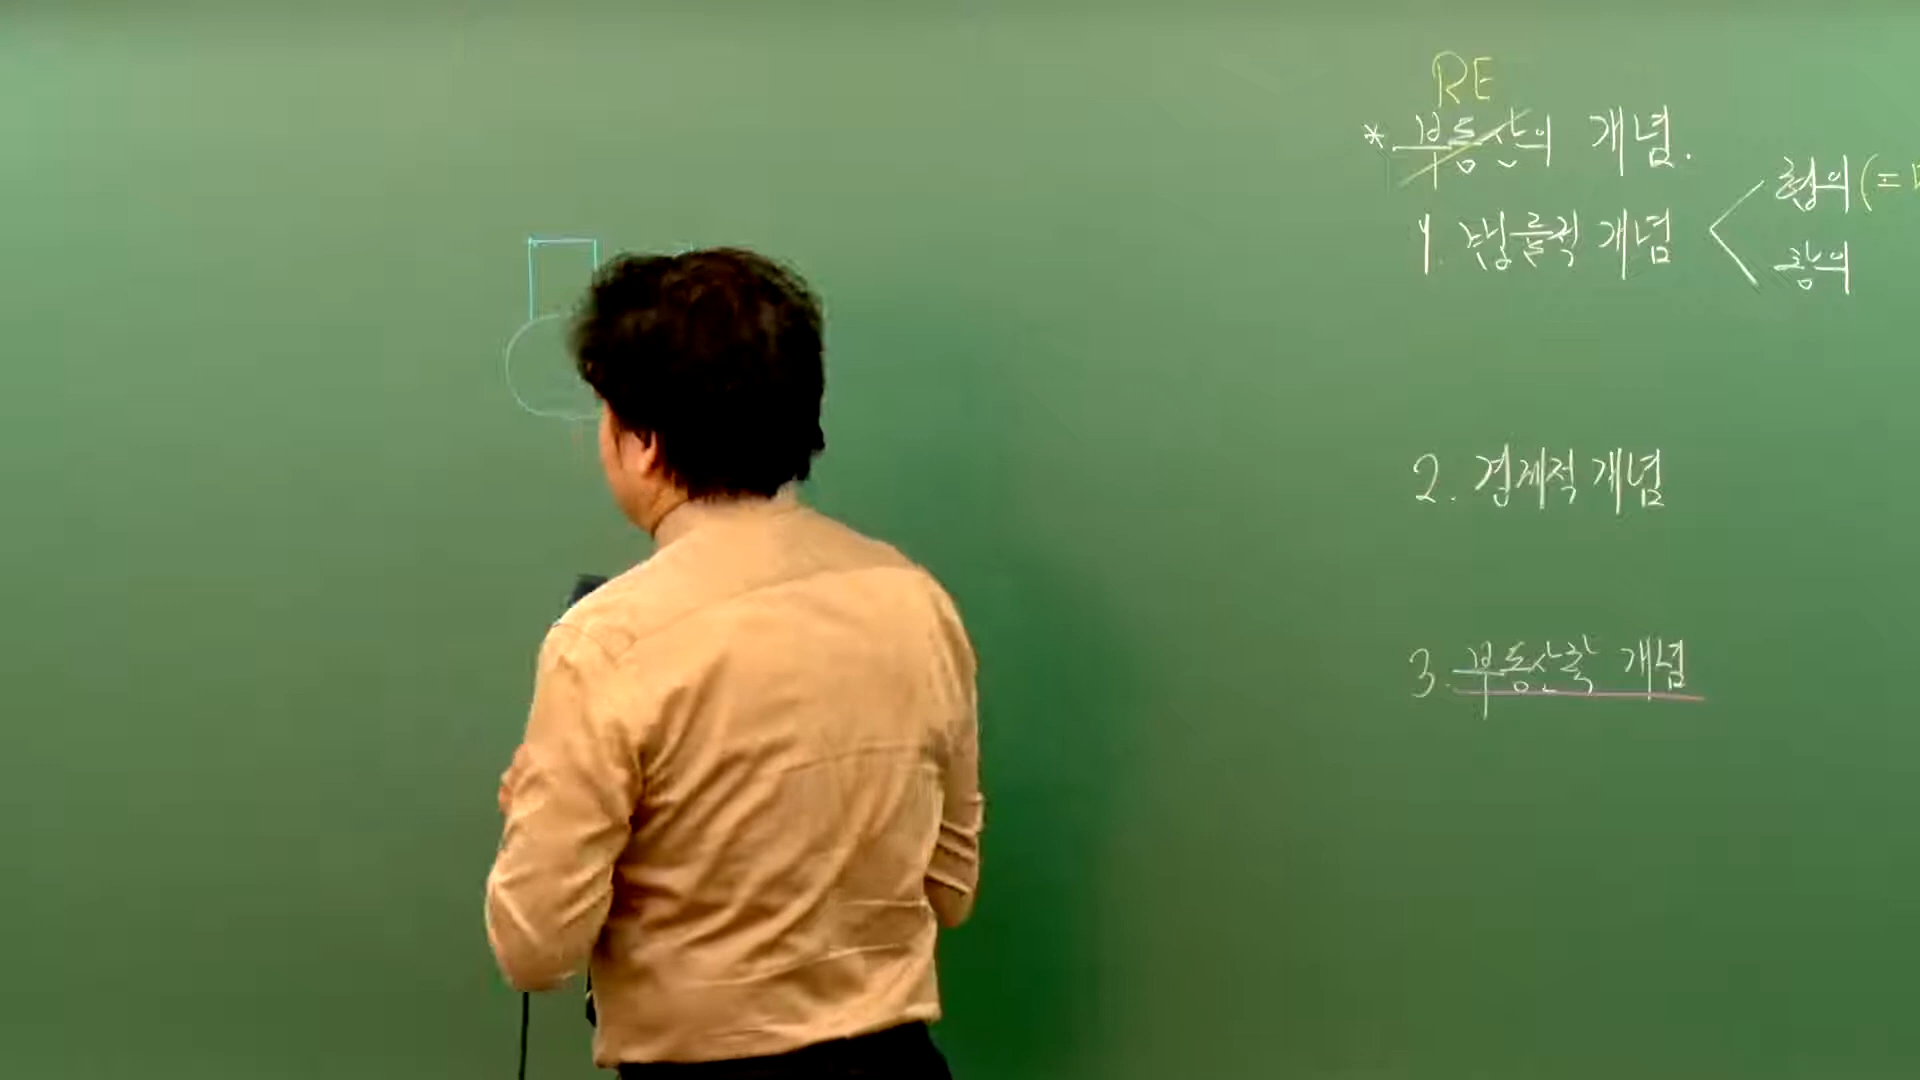 RE
* 부동산의 개념.
1. 법률적 개념
협의 (=
광의
2. 경제적 개념
3. 부동산학 개념